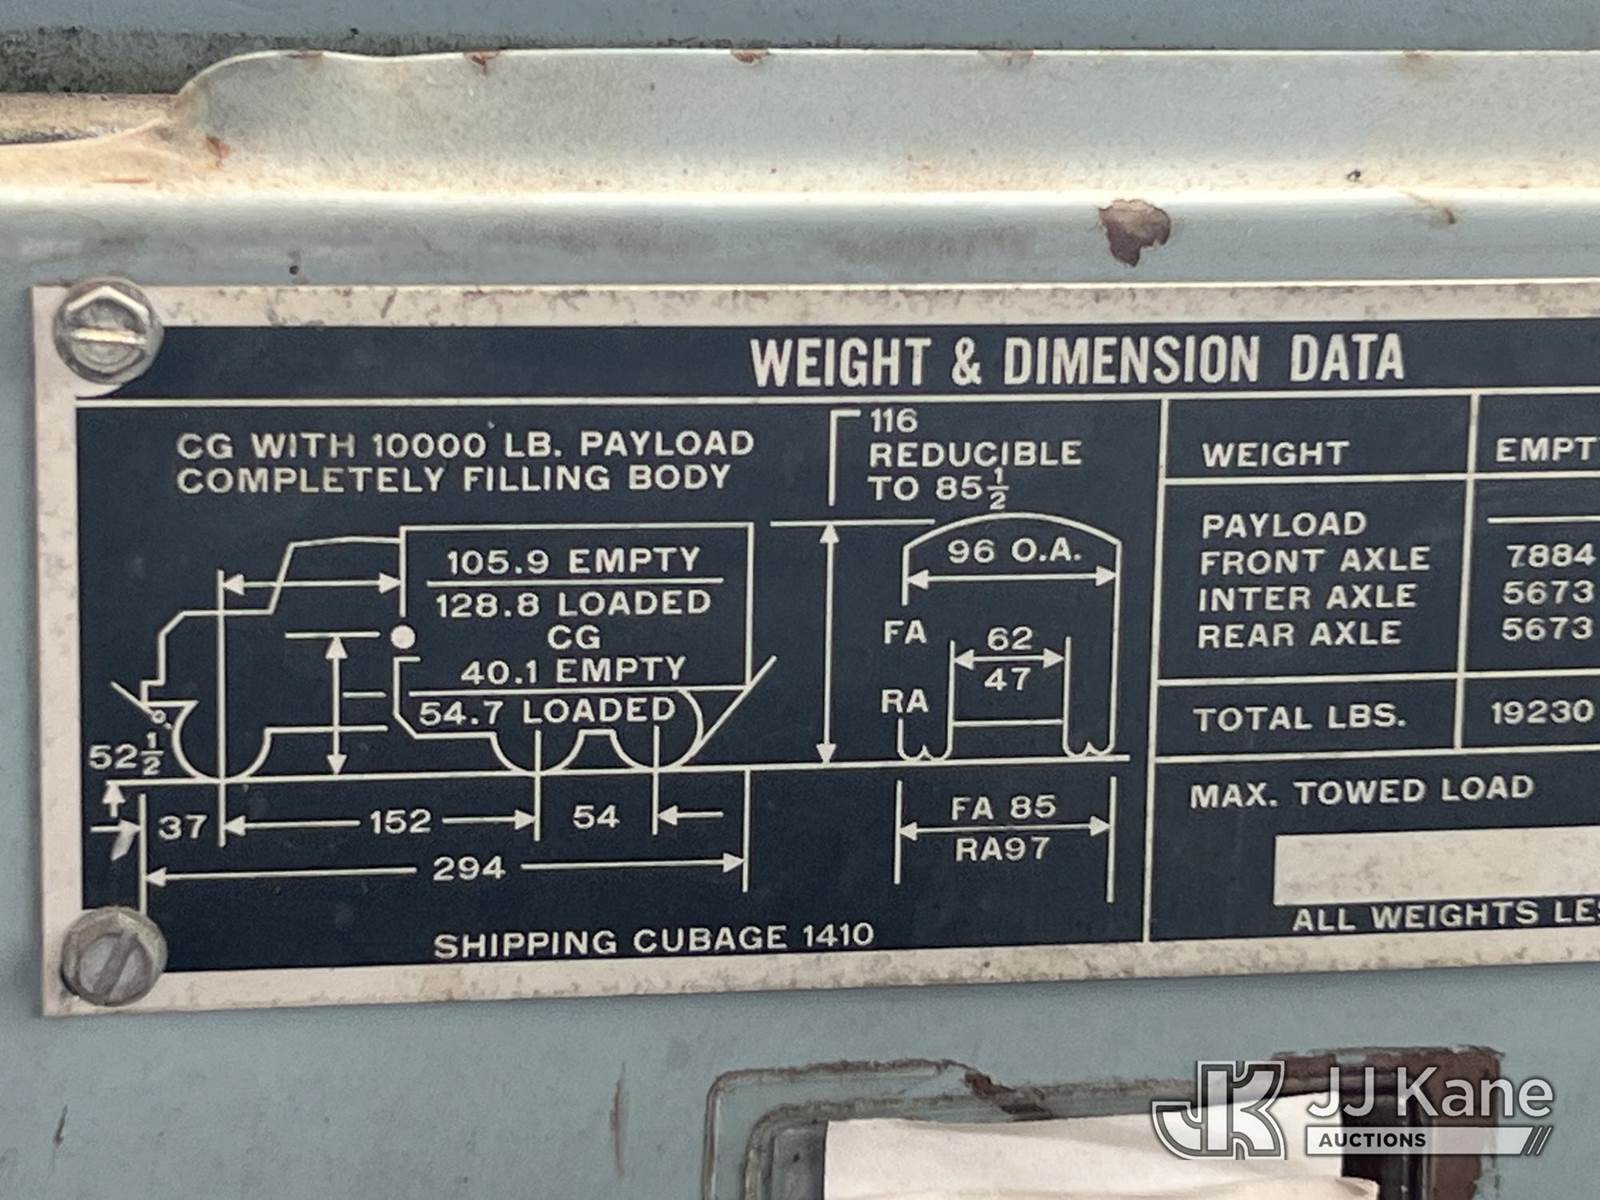 WEIGHT & DIMENSION DATA
CG WITH 10000 LB. PAYLOAD
COMPLETELY FILLING BODY
116
REDUCIBLE
TO 85 1/2
105.9 EMPTY
128.8 LOADED
CG
40.1 EMPTY
54.7 LOADED
96 O.A.
FA
62
47
RA
52 1/2
37
152
54
294
FA 85
RA97
SHIPPING CUBAGE 1410
WEIGHT EMPT
PAYLOAD
FRONT AXLE 7884
INTER AXLE 5673
REAR AXLE 5673
TOTAL LBS. 19230
MAX. TOWED LOAD
ALL WEIGHTS LES
JK JJ Kane
AUCTIONS